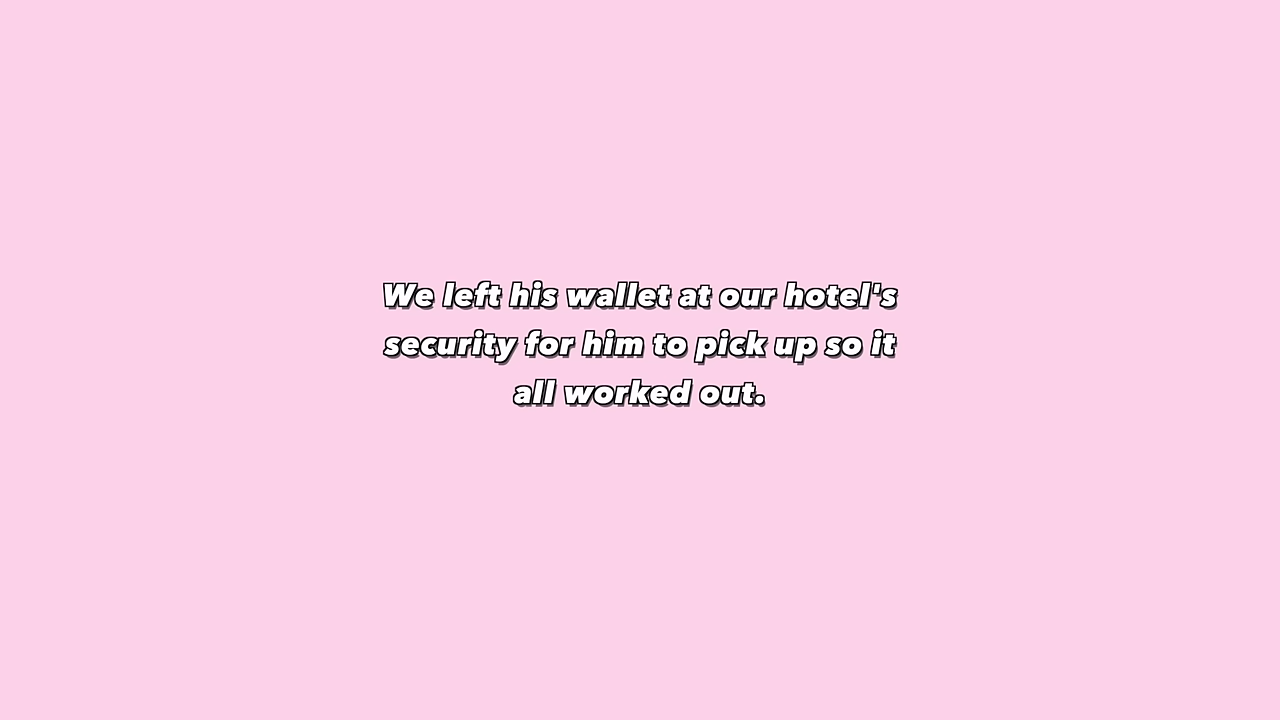 We left his wallet at our hotel's
security for him to pick up so it
all worked out.